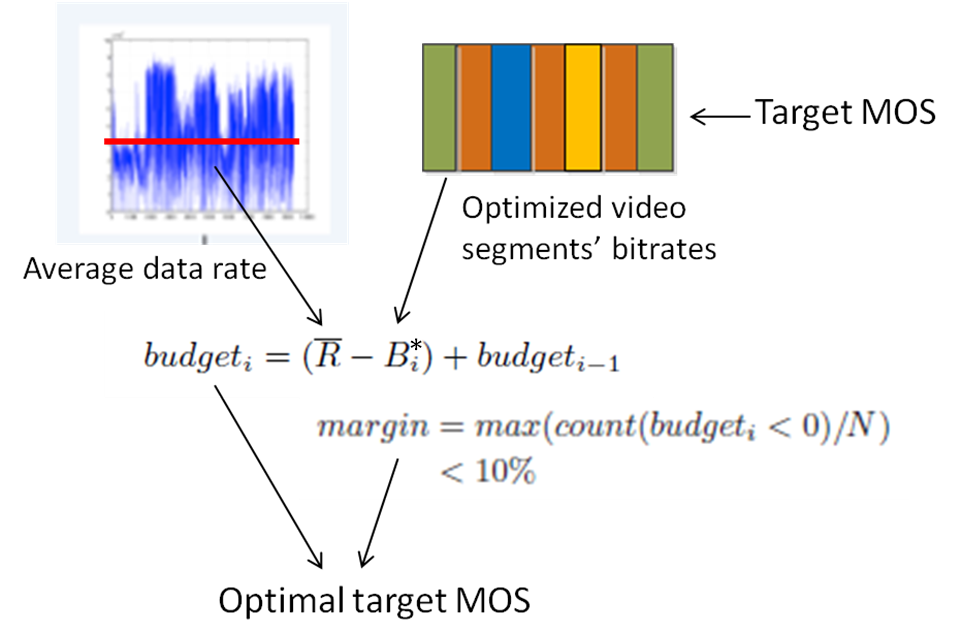 Target MOS
Optimized video
segments’ bitrates
Average data rate
budget_i = (R̅ − B_i^*) + budget_{i−1}
margin = max(count(budget_i < 0)/N)
< 10%
Optimal target MOS